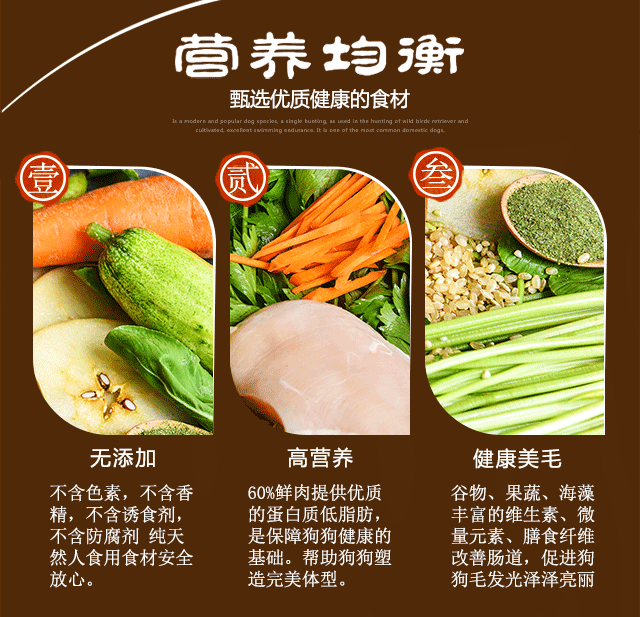 营养均衡
甄选优质健康的食材
Is a modern and popular dog species, a single hunting, as used in the hunting of wild birds retriever and
cultivated, excellent swimming endurance. It is one of the most common domestic dogs,
壹
贰
叁
无添加
不含色素，不含香
精，不含诱食剂，
不含防腐剂 纯天
然人食用食材安全
放心。
高营养
60%鲜肉提供优质
的蛋白质低脂肪，
是保障狗狗健康的
基础。帮助狗狗塑
造完美体型。
健康美毛
谷物、果蔬、海藻
丰富的维生素、微
量元素、膳食纤维
改善肠道，促进狗
狗毛发光泽泽亮丽